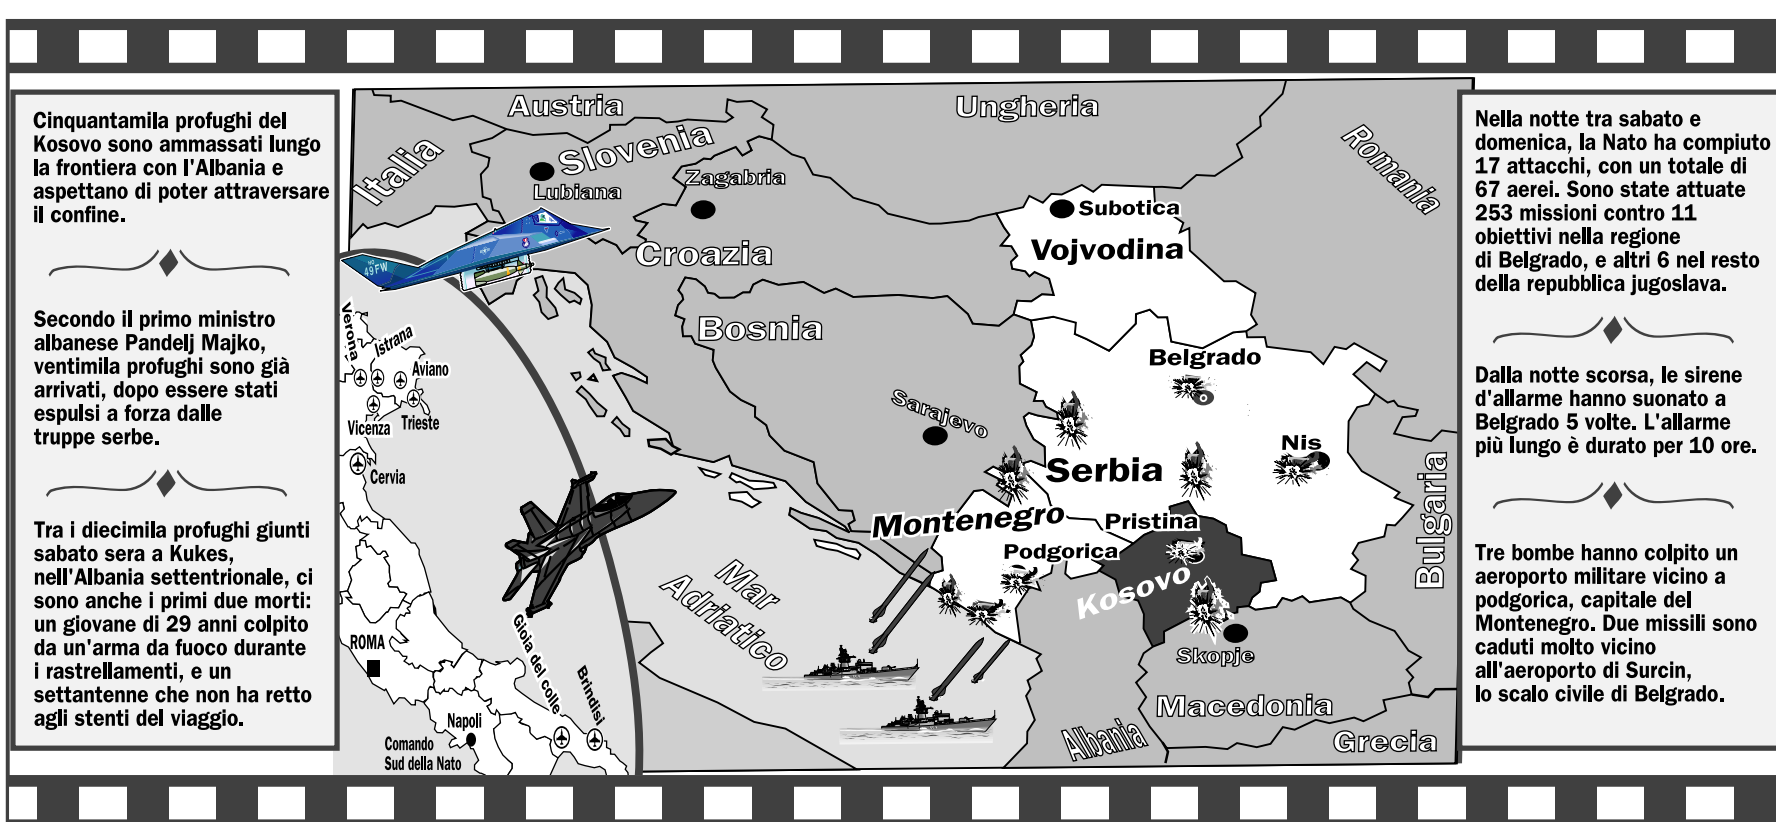 Cinquantamila profughi del
Kosovo sono ammassati lungo
la frontiera con l'Albania e
aspettano di poter attraversare
il confine.
Secondo il primo ministro
albanese Pandelj Majko,
ventimila profughi sono già
arrivati, dopo essere stati
espulsi a forza dalle
truppe serbe.
Tra i diecimila profughi giunti
sabato sera a Kukes,
nell'Albania settentrionale, ci
sono anche i primi due morti:
un giovane di 29 anni colpito
da un'arma da fuoco durante
i rastrellamenti, e un
settantenne che non ha retto
agli stenti del viaggio.
Austria
Ungheria
Italia
Slovenia
Lubiana
Zagabria
Romania
Subotica
Vojvodina
Croazia
49FW
Bosnia
Verona
Istrana
Aviano
Vicenza
Trieste
Cervia
Belgrado
Sarajevo
Nis
Serbia
Bulgaria
Montenegro
Pristina
Podgorica
Kosovo
Mar
Adriatico
Skopje
ROMA
Gioia del colle
Brindisi
Napoli
Comando
Sud della Nato
Macedonia
Albania
Grecia
Nella notte tra sabato e
domenica, la Nato ha compiuto
17 attacchi, con un totale di
67 aerei. Sono state attuate
253 missioni contro 11
obiettivi nella regione
di Belgrado, e altri 6 nel resto
della repubblica jugoslava.
Dalla notte scorsa, le sirene
d'allarme hanno suonato a
Belgrado 5 volte. L'allarme
più lungo è durato per 10 ore.
Tre bombe hanno colpito un
aeroporto militare vicino a
podgorica, capitale del
Montenegro. Due missili sono
caduti molto vicino
all'aeroporto di Surcin,
lo scalo civile di Belgrado.